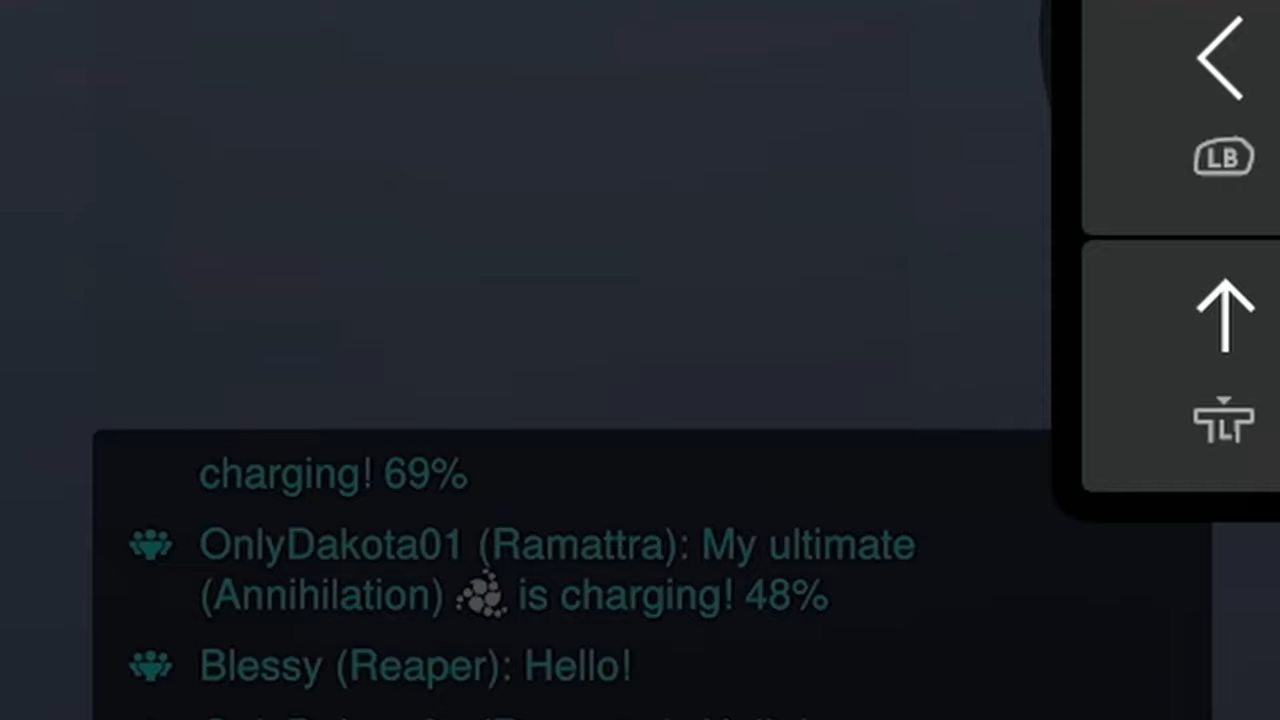 LB
charging! 69%
OnlyDakota01 (Ramattra): My ultimate
(Annihilation) is charging! 48%
Blessy (Reaper): Hello!